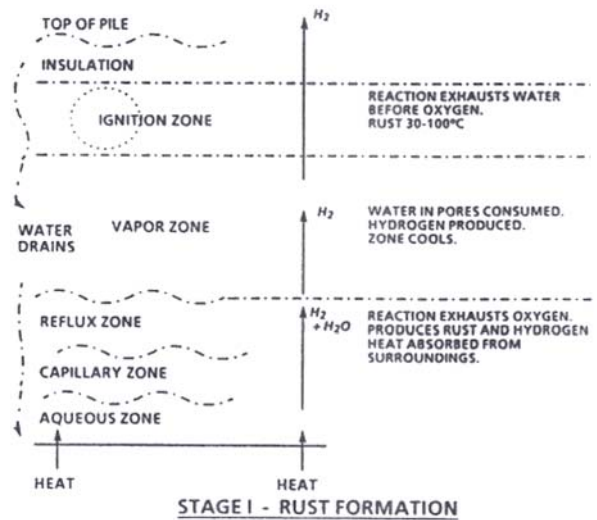 TOP OF PILE
H₂
INSULATION
IGNITION ZONE
REACTION EXHAUSTS WATER
BEFORE OXYGEN.
RUST 30-100°C
WATER
DRAINS
VAPOR ZONE
H₂
WATER IN PORES CONSUMED.
HYDROGEN PRODUCED.
ZONE COOLS.
REFLUX ZONE
H₂
+ H₂O
REACTION EXHAUSTS OXYGEN.
PRODUCES RUST AND HYDROGEN
HEAT ABSORBED FROM
SURROUNDINGS.
CAPILLARY ZONE
AQUEOUS ZONE
HEAT
HEAT
STAGE I - RUST FORMATION